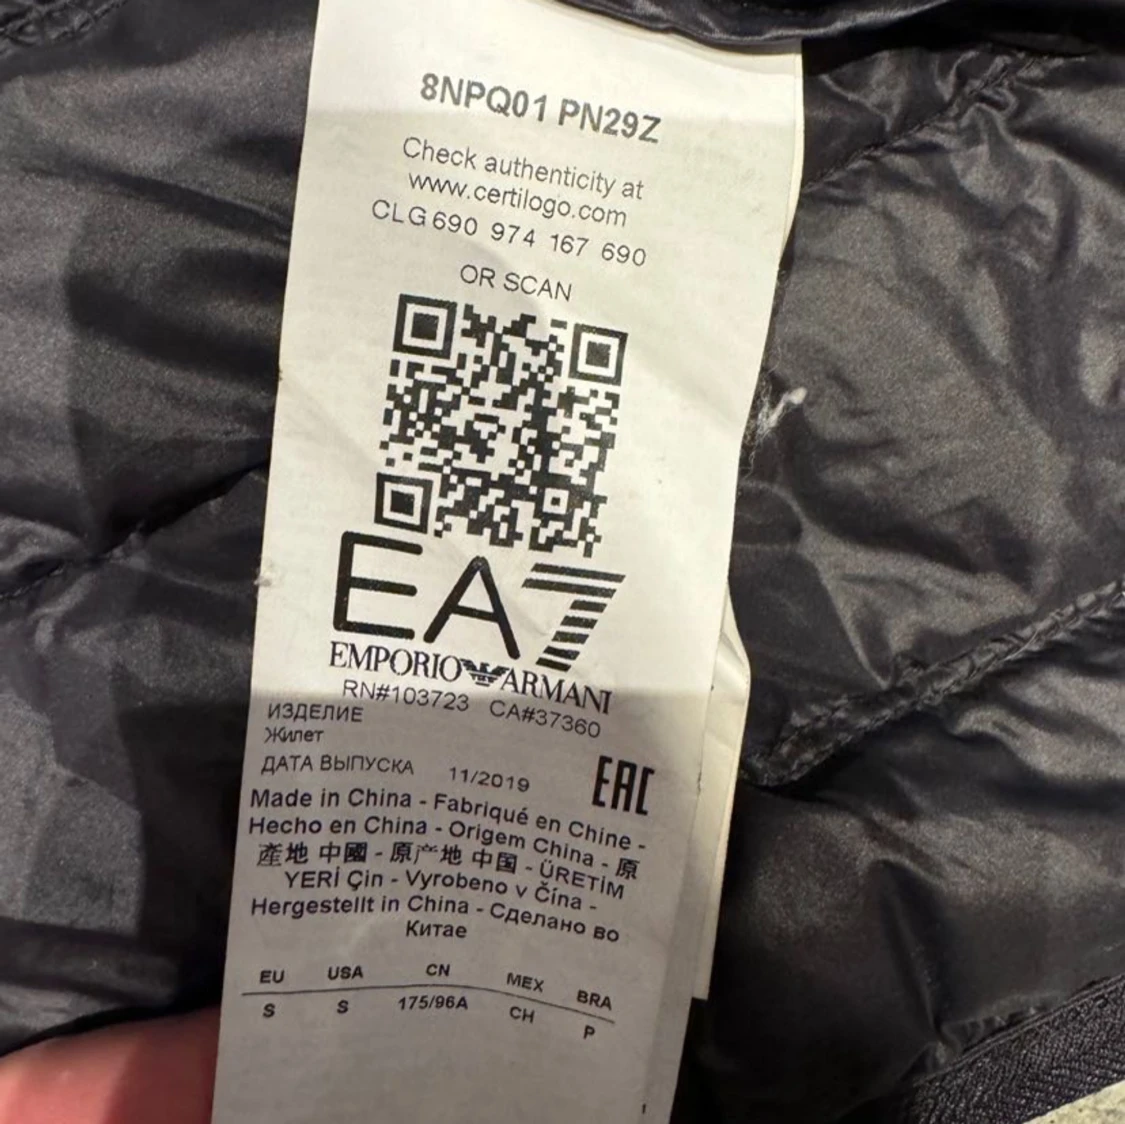 8NPQ01 PN29Z
Check authenticity at
www.certilogo.com
CLG 690 974 167 690
OR SCAN
EA7
EMPORIO ARMANI
RN#103723 CA#37360
ИЗДЕЛИЕ
Жилет
ДАТА ВЫПУСКА 11/2019
EAC
Made in China - Fabriqué en Chine -
Hecho en China - Origem China - 原
產地 中國 - 原产地 中国 - ÜRETİM
YERİ Çin - Vyrobeno v Čína -
Hergestellt in China - Сделано во
Китае
EU USA CN MEX BRA
S S 175/96A CH P
1